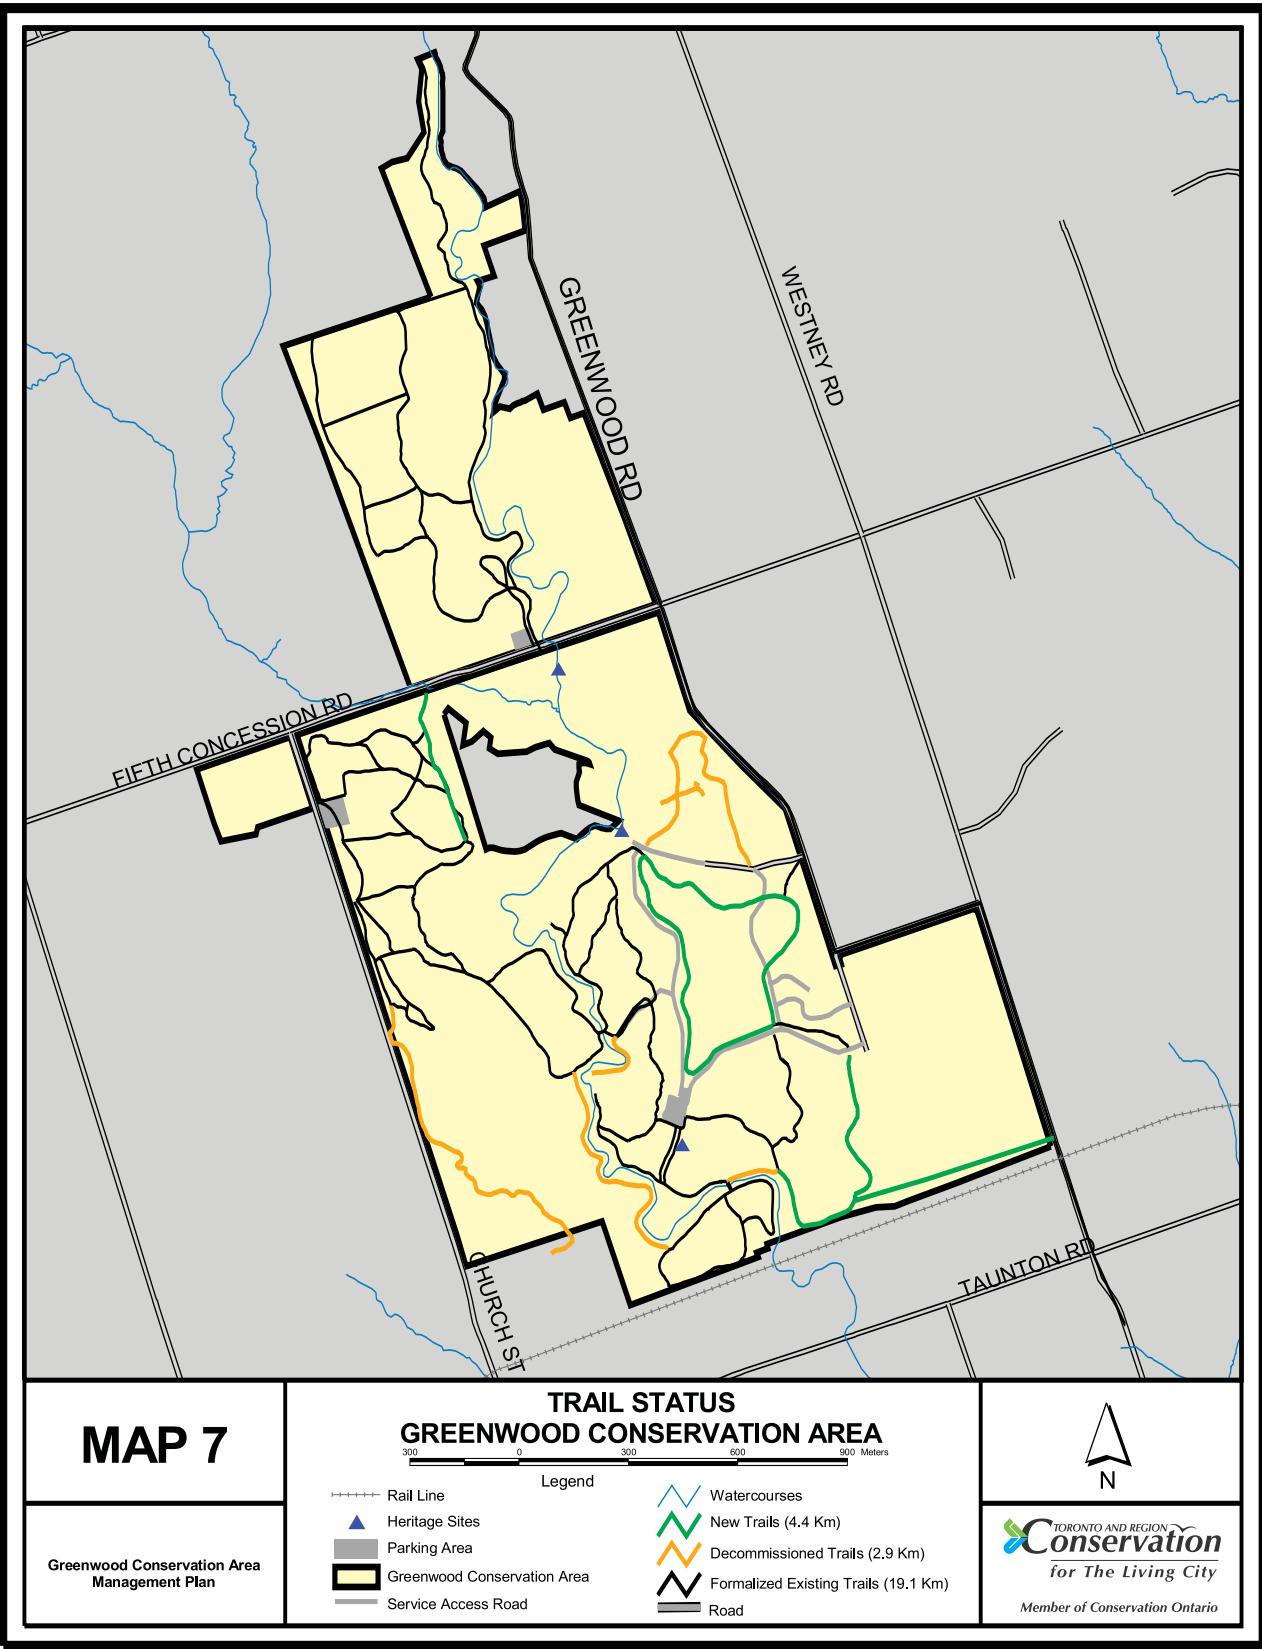 GREENWOOD RD
WESTNEY RD
FIFTH CONCESSION RD
CHURCH ST
TAUNTON RD
MAP 7
Greenwood Conservation Area
Management Plan
TRAIL STATUS
GREENWOOD CONSERVATION AREA
300 0 300 600 900 Meters
Legend
Rail Line
Heritage Sites
Parking Area
Greenwood Conservation Area
Service Access Road
Watercourses
New Trails (4.4 Km)
Decommissioned Trails (2.9 Km)
Formalized Existing Trails (19.1 Km)
Road
N
TORONTO AND REGION
Conservation
for The Living City
Member of Conservation Ontario